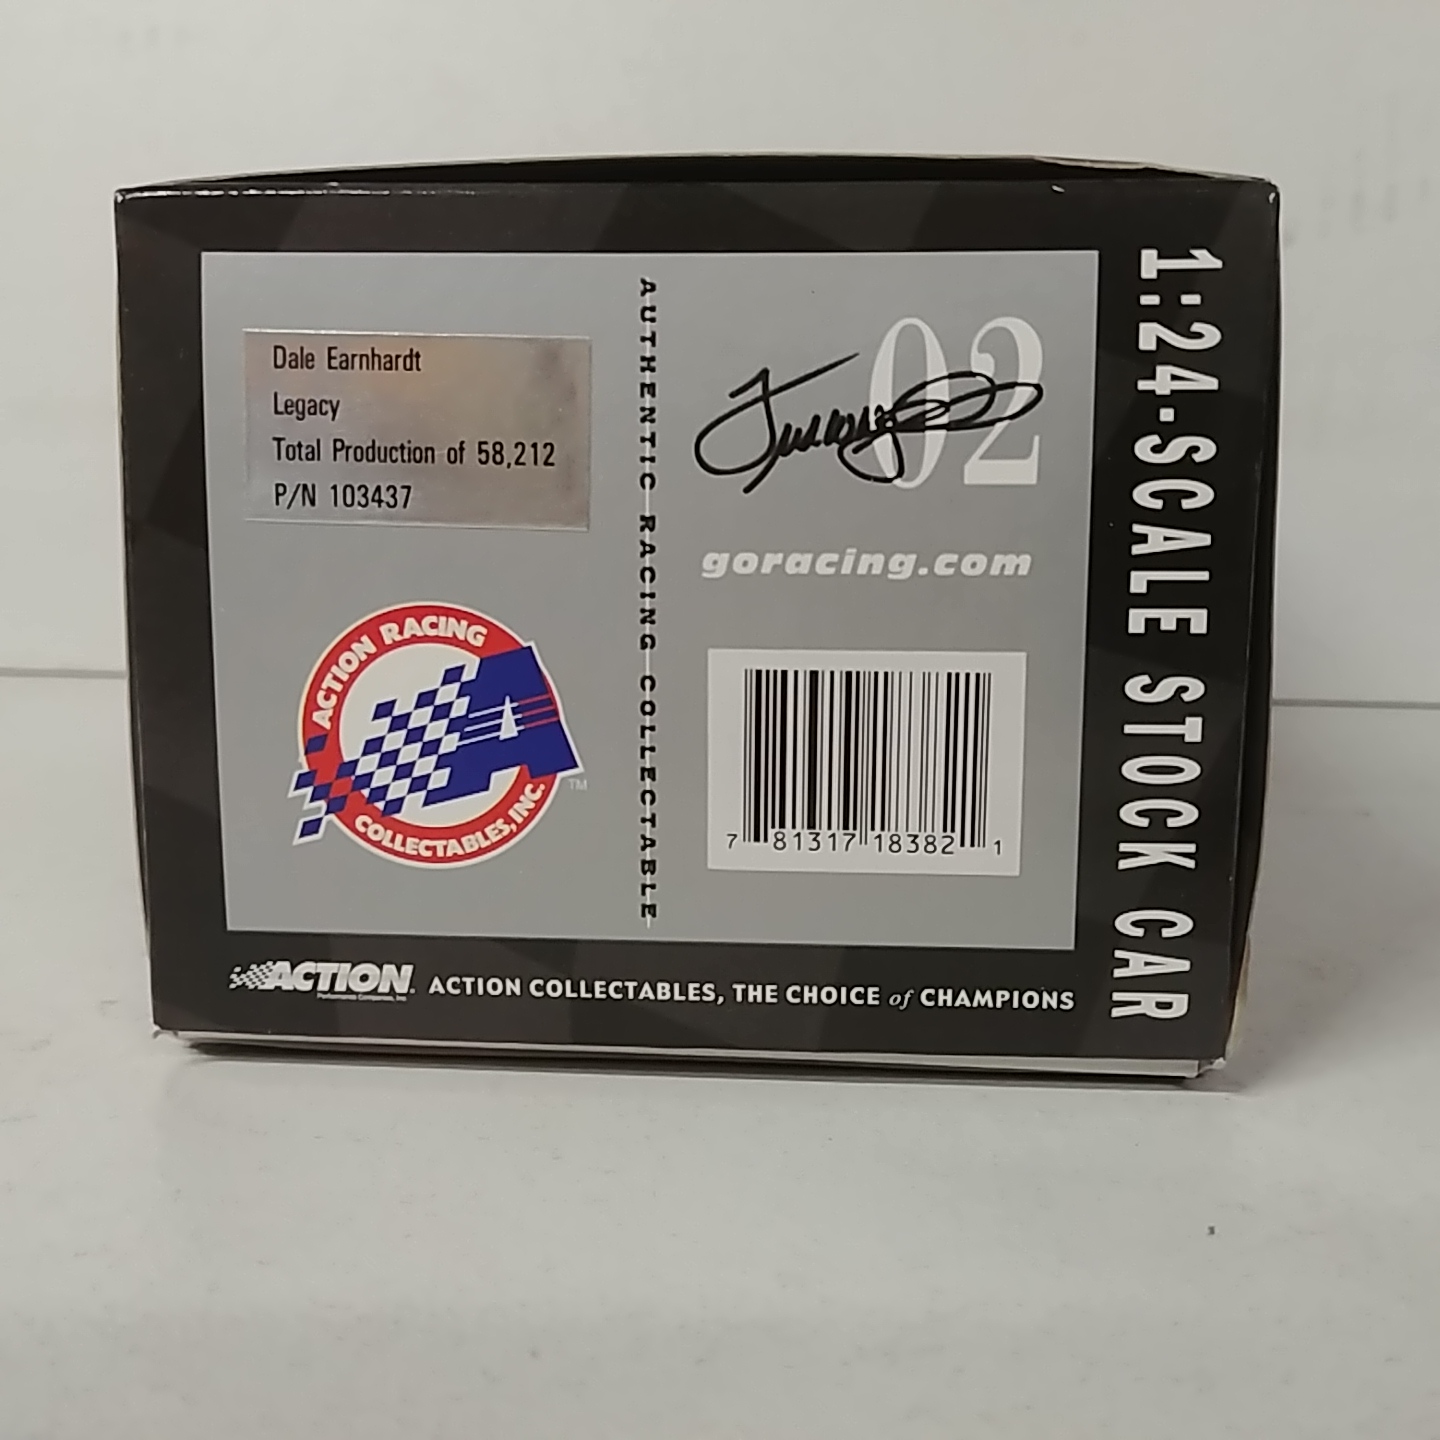 Dale Earnhardt
Legacy
Total Production of 58,212
P/N 103437
ACTION RACING
COLLECTABLES, INC.
TM
AUTHENTIC RACING COLLECTABLE
02
goracing.com
7 81317 18382 1
1:24-SCALE STOCK CAR
ACTION
ACTION COLLECTABLES, THE CHOICE of CHAMPIONS